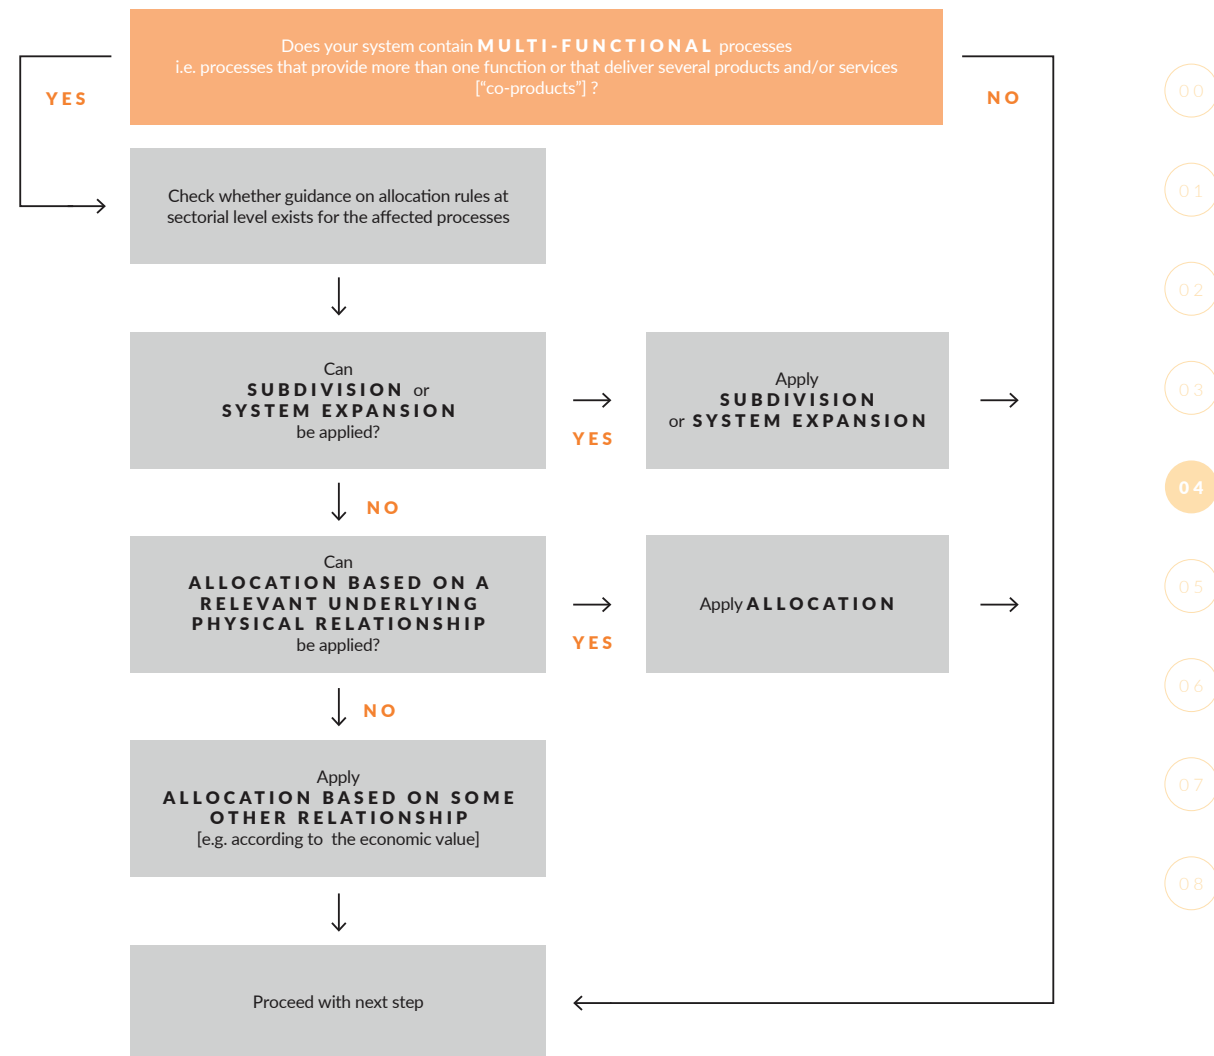 Does your system contain MULTI-FUNCTIONAL processes
i.e. processes that provide more than one function or that deliver several products and/or services
[“co-products”] ?
YES
NO
Check whether guidance on allocation rules at
sectorial level exists for the affected processes
Can
SUBDIVISION or
SYSTEM EXPANSION
be applied?
YES
Apply
SUBDIVISION
or SYSTEM EXPANSION
NO
Can
ALLOCATION BASED ON A
RELEVANT UNDERLYING
PHYSICAL RELATIONSHIP
be applied?
YES
Apply ALLOCATION
NO
Apply
ALLOCATION BASED ON SOME
OTHER RELATIONSHIP
[e.g. according to the economic value]
Proceed with next step
00
01
02
03
04
05
06
07
08